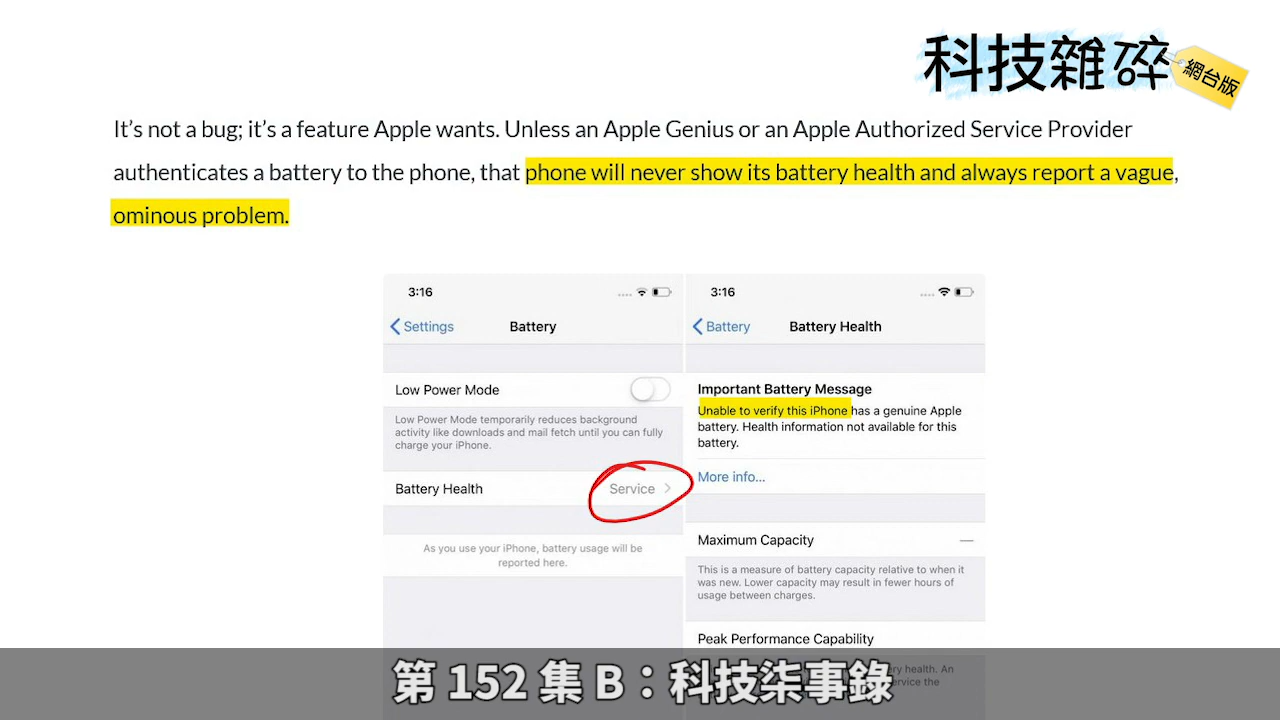 科技雜碎
網台版
It’s not a bug; it’s a feature Apple wants. Unless an Apple Genius or an Apple Authorized Service Provider
authenticates a battery to the phone, that phone will never show its battery health and always report a vague,
ominous problem.
3:16
Settings
Battery
Low Power Mode
Low Power Mode temporarily reduces background
activity like downloads and mail fetch until you can fully
charge your iPhone.
Battery Health
Service
As you use your iPhone, battery usage will be
reported here.
3:16
Battery
Battery Health
Important Battery Message
Unable to verify this iPhone has a genuine Apple
battery. Health information not available for this
battery.
More info...
Maximum Capacity
—
This is a measure of battery capacity relative to when it
was new. Lower capacity may result in fewer hours of
usage between charges.
Peak Performance Capability
ery health. An
ervice the
第 152 集 B：科技柒事錄